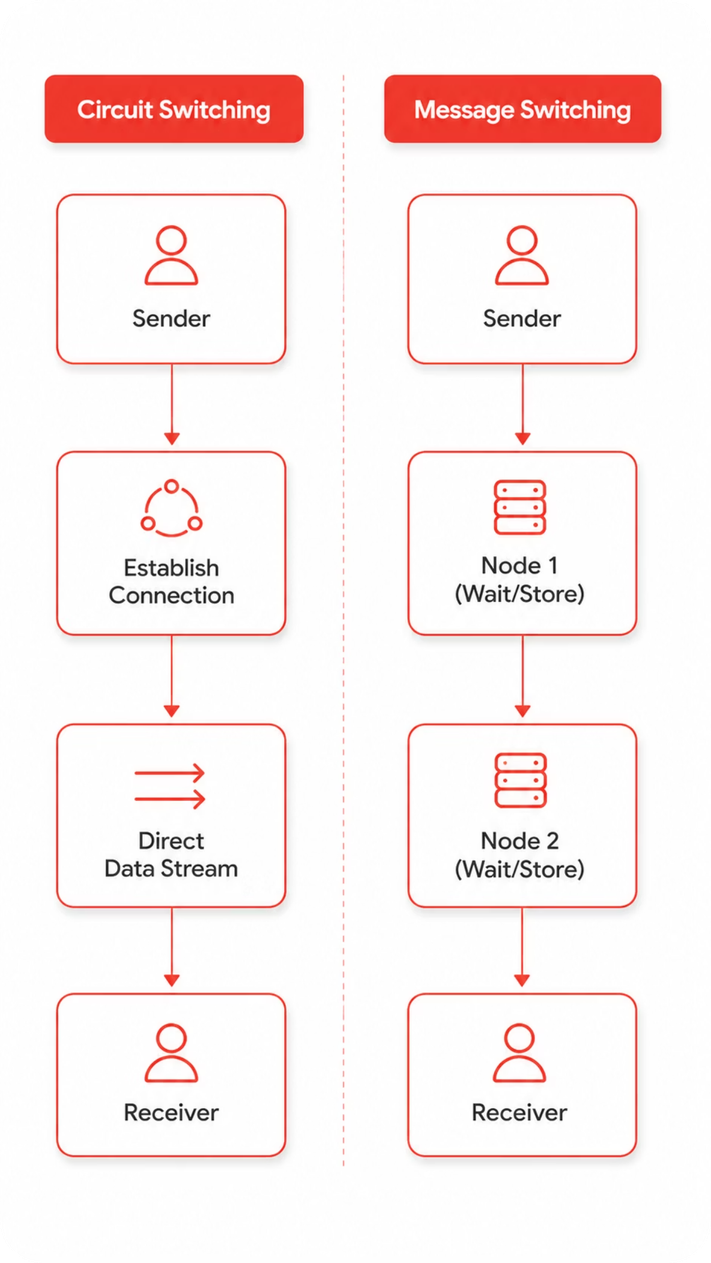 Circuit Switching
Sender
Establish
Connection
Direct
Data Stream
Receiver
Message Switching
Sender
Node 1
(Wait/Store)
Node 2
(Wait/Store)
Receiver